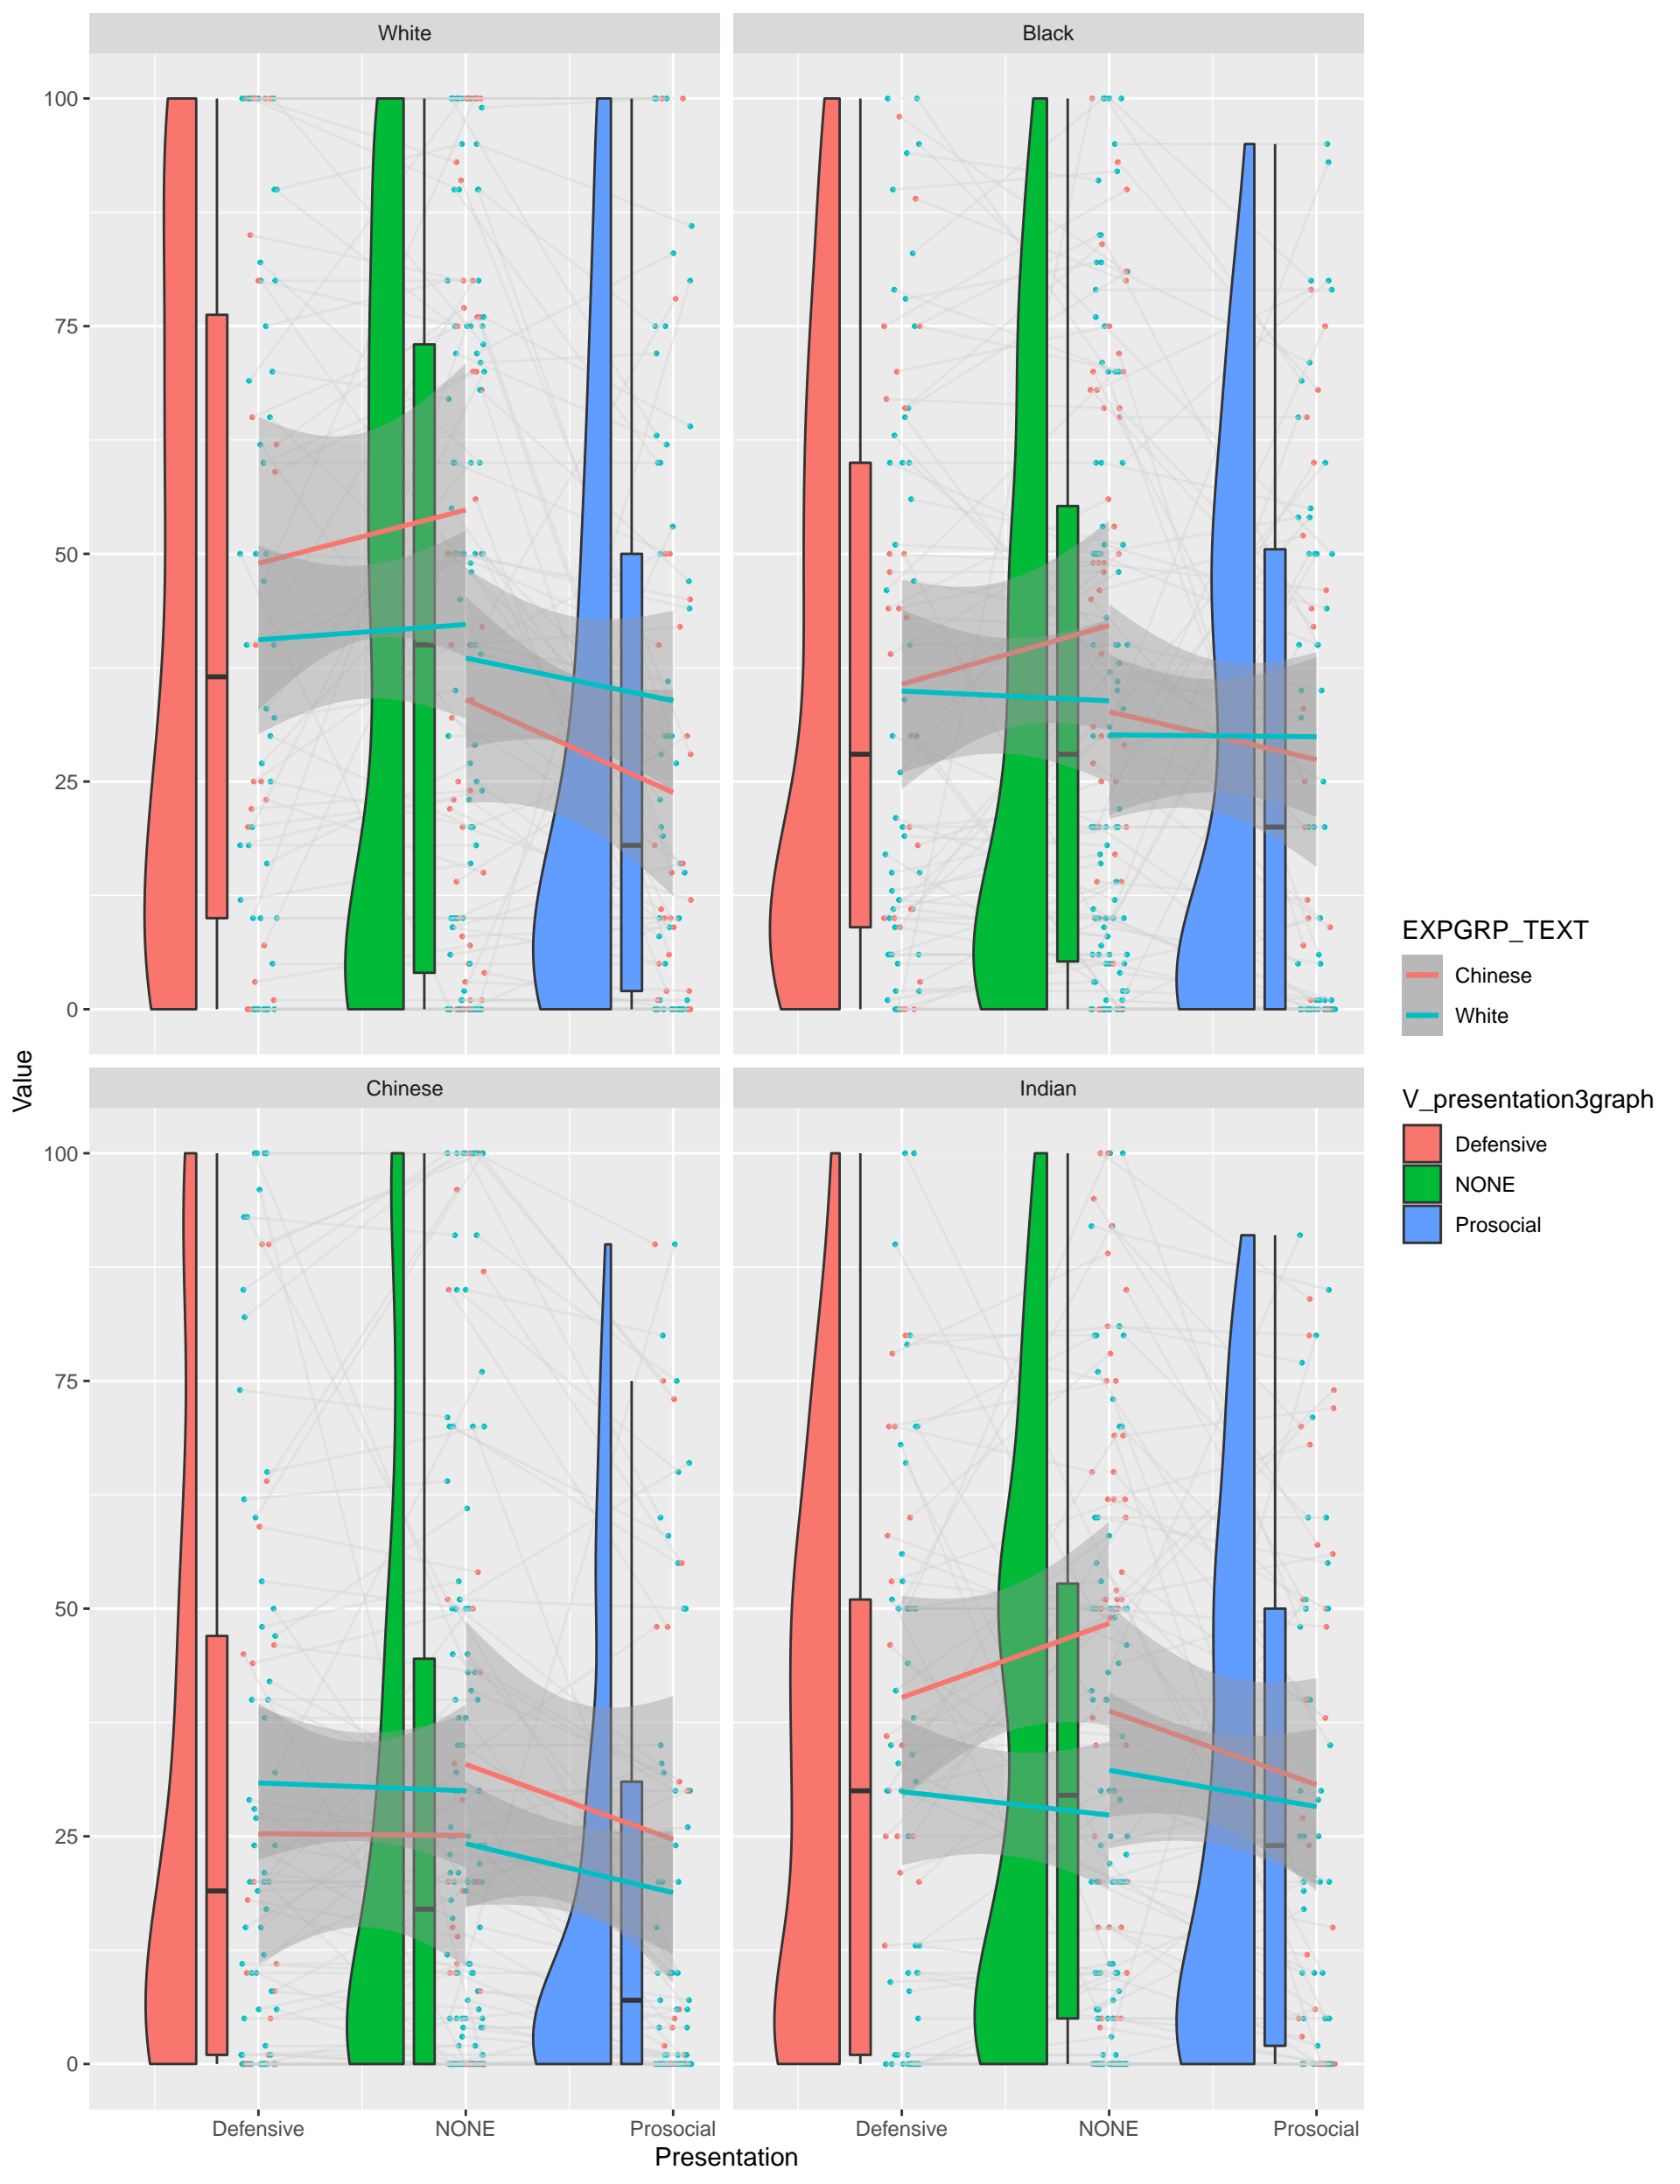 White
Black
100
75
50
25
0
Chinese
Indian
100
75
50
25
0
Defensive
NONE
Prosocial
Defensive
NONE
Prosocial
Presentation
Value
EXPGRP_TEXT
Chinese
White
V_presentation3graph
Defensive
NONE
Prosocial